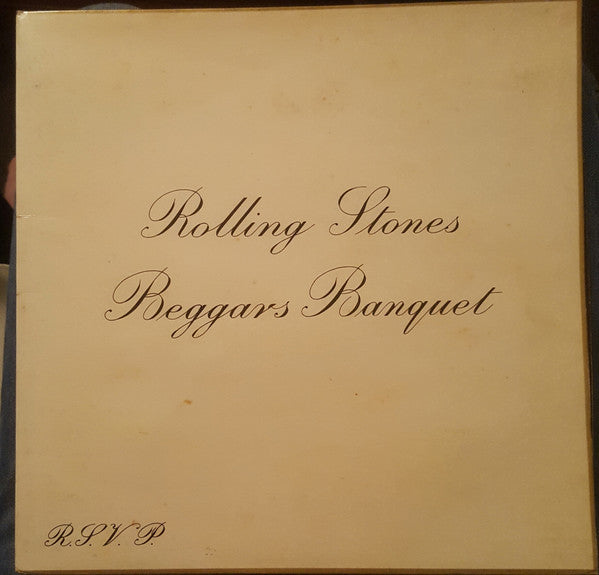 Rolling Stones
Beggars Banquet
R.S.V.P.